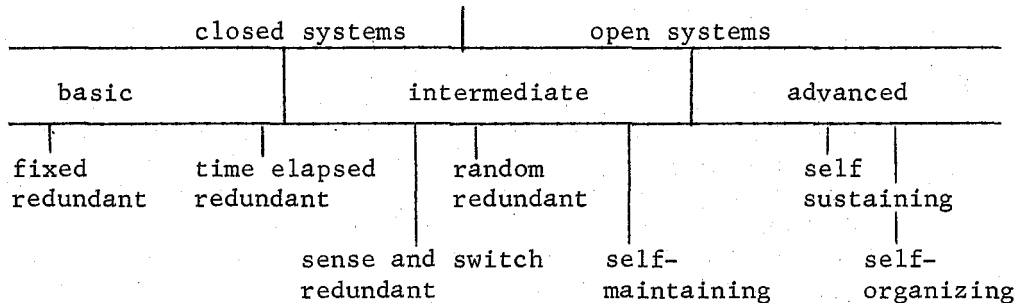 closed systems open systems
basic intermediate advanced
fixed time elapsed random self
redundant redundant redundant sustaining
sense and switch self- self-
redundant maintaining organizing